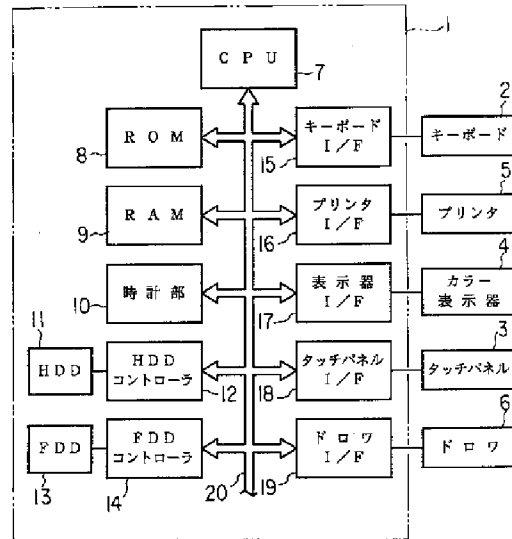 1
CPU
7
2
ROM
8
キーボード
I/F
15
キーボード
5
RAM
9
プリンタ
I/F
16
プリンタ
4
時計部
10
表示器
I/F
17
カラー
表示器
3
11
HDD
HDD
コントローラ
12
タッチパネル
I/F
18
タッチパネル
6
FDD
13
FDD
コントローラ
14
20
ドロワ
I/F
19
ドロワ